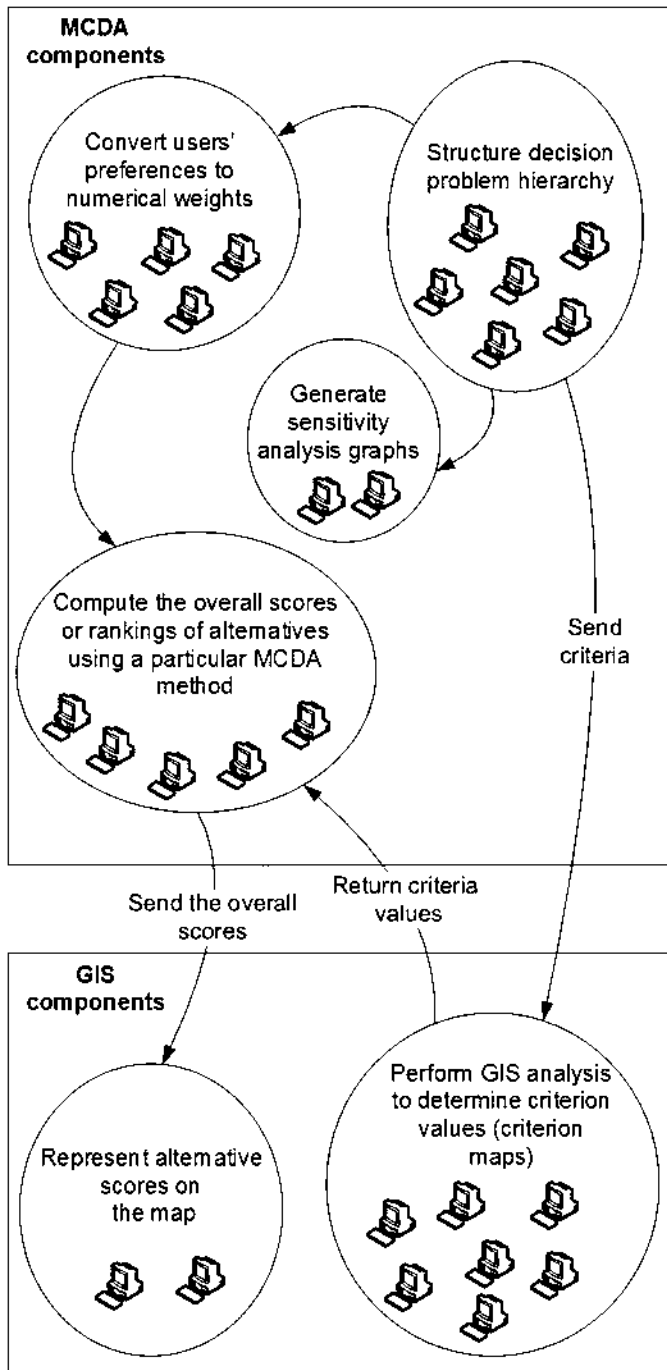 MCDA
components
Convert users'
preferences to
numerical weights
Structure decision
problem hierarchy
Generate
sensitivity
analysis graphs
Compute the overall scores
or rankings of alternatives
using a particular MCDA
method
Send
criteria
Send the overall
scores
Return criteria
values
GIS
components
Represent alternative
scores on
the map
Perform GIS analysis
to determine criterion
values (criterion
maps)